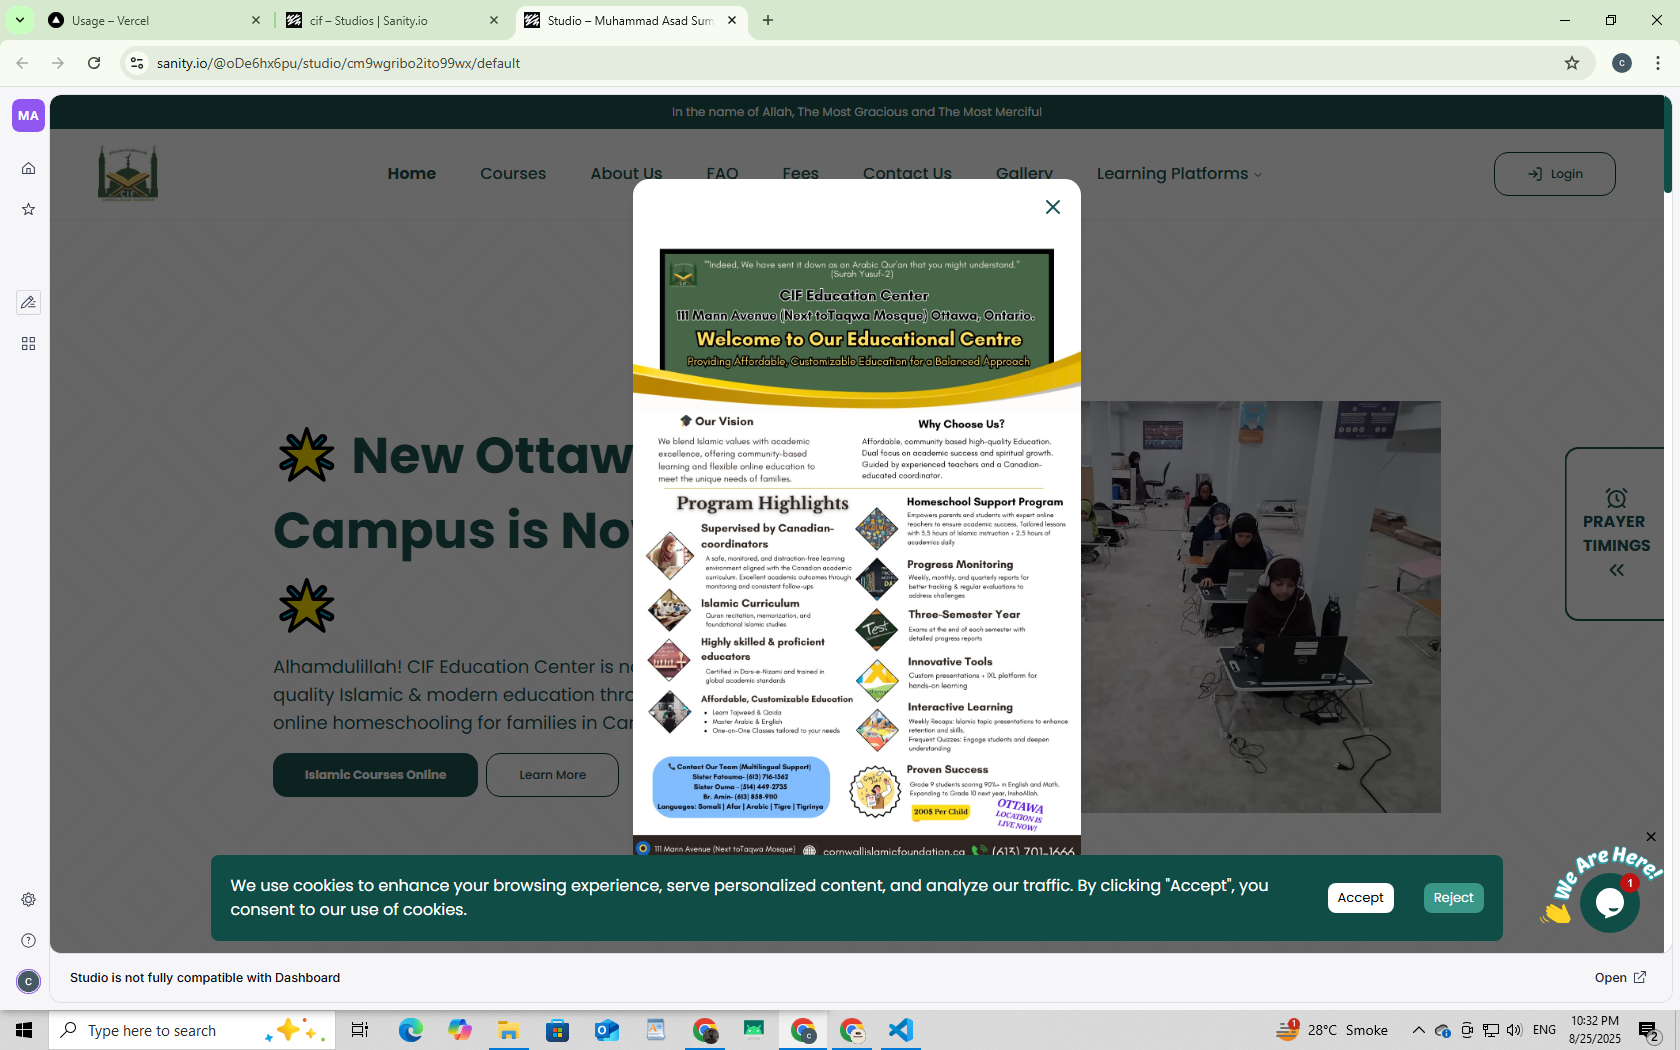 Usage – Vercel
cif – Studios | Sanity.io
Studio – Muhammad Asad Sum
sanity.io/@oDe6hx6pu/studio/cm9wgribo2ito99wx/default
C
MA
In the name of Allah, The Most Gracious and The Most Merciful
CIF
Home Courses About Us FAQ Fees Contact Us Gallery Learning Platforms
Login
"Indeed, We have sent it down as an Arabic Qur'an that you might understand."
(Surah Yusuf-2)
CIF
CIF Education Center
111 Mann Avenue (Next toTaqwa Mosque) Ottawa, Ontario.
Welcome to Our Educational Centre
Providing Affordable, Customizable Education for a Balanced Approach
Our Vision
We blend Islamic values with academic
excellence, offering community-based
learning and flexible online education to
meet the unique needs of families.
Why Choose Us?
Affordable, community based high-quality Education.
Dual focus on academic success and spiritual growth.
Guided by experienced teachers and a Canadian-
educated coordinator.
Program Highlights
Supervised by Canadian-
coordinators
A safe, monitored, and distraction-free learning
environment aligned with the Canadian academic
curriculum. Excellent academic outcomes through
monitoring and consistent follow-ups
Islamic Curriculum
Quran recitation, memorization, and
foundational Islamic studies
Highly skilled & proficient
educators
Certified in Dars-e-Nizami and trained in
global academic standards
Affordable, Customizable Education
• Learn Tajweed & Qaida
• Master Arabic & English
• One-on-One Classes tailored to your needs
Homeschool Support Program
Empowers parents and students with expert online
teachers to ensure academic success. Tailored lessons
with 3.5 hours of Islamic instruction + 2.5 hours of
academics daily
Progress Monitoring
Weekly, monthly, and quarterly reports for
better tracking & regular evaluations to
address challenges
Test
Three-Semester Year
Exams at the end of each semester with
detailed progress reports
Innovative Tools
Custom presentations + IXL platform for
hands-on learning
Interactive Learning
Weekly Recaps: Islamic topic presentations to enhance
retention and skills.
Frequent Quizzes: Engage students and deepen
understanding
Contact Our Team (Multilingual Support)
Sister Fatouma- (613) 716-1562
Sister Ouma - (514) 449-2735
Br. Amin- (613) 858-9110
Languages: Somali | Afar | Arabic | Tigre | Tigrinya
Proven Success
Grade 9 students scoring 90%+ in English and Math.
Expending to Grade 10 next year, InshaAllah.
200$ Per Child
OTTAWA
LOCATION IS
LIVE NOW!
111 Mann Avenue (Next toTaqwa Mosque)
cornwallislamicfoundation.ca
(613) 701-1666
New Ottaw
Campus is No
Alhamdulillah! CIF Education Center is n
quality Islamic & modern education thro
online homeschooling for families in Ca
Islamic Courses Online
Learn More
PRAYER
TIMINGS
We Are Here!
1
We use cookies to enhance your browsing experience, serve personalized content, and analyze our traffic. By clicking "Accept", you
consent to our use of cookies.
Accept
Reject
C
Studio is not fully compatible with Dashboard
Open
Type here to search
1
28°C Smoke
ENG
10:32 PM
8/25/2025
2